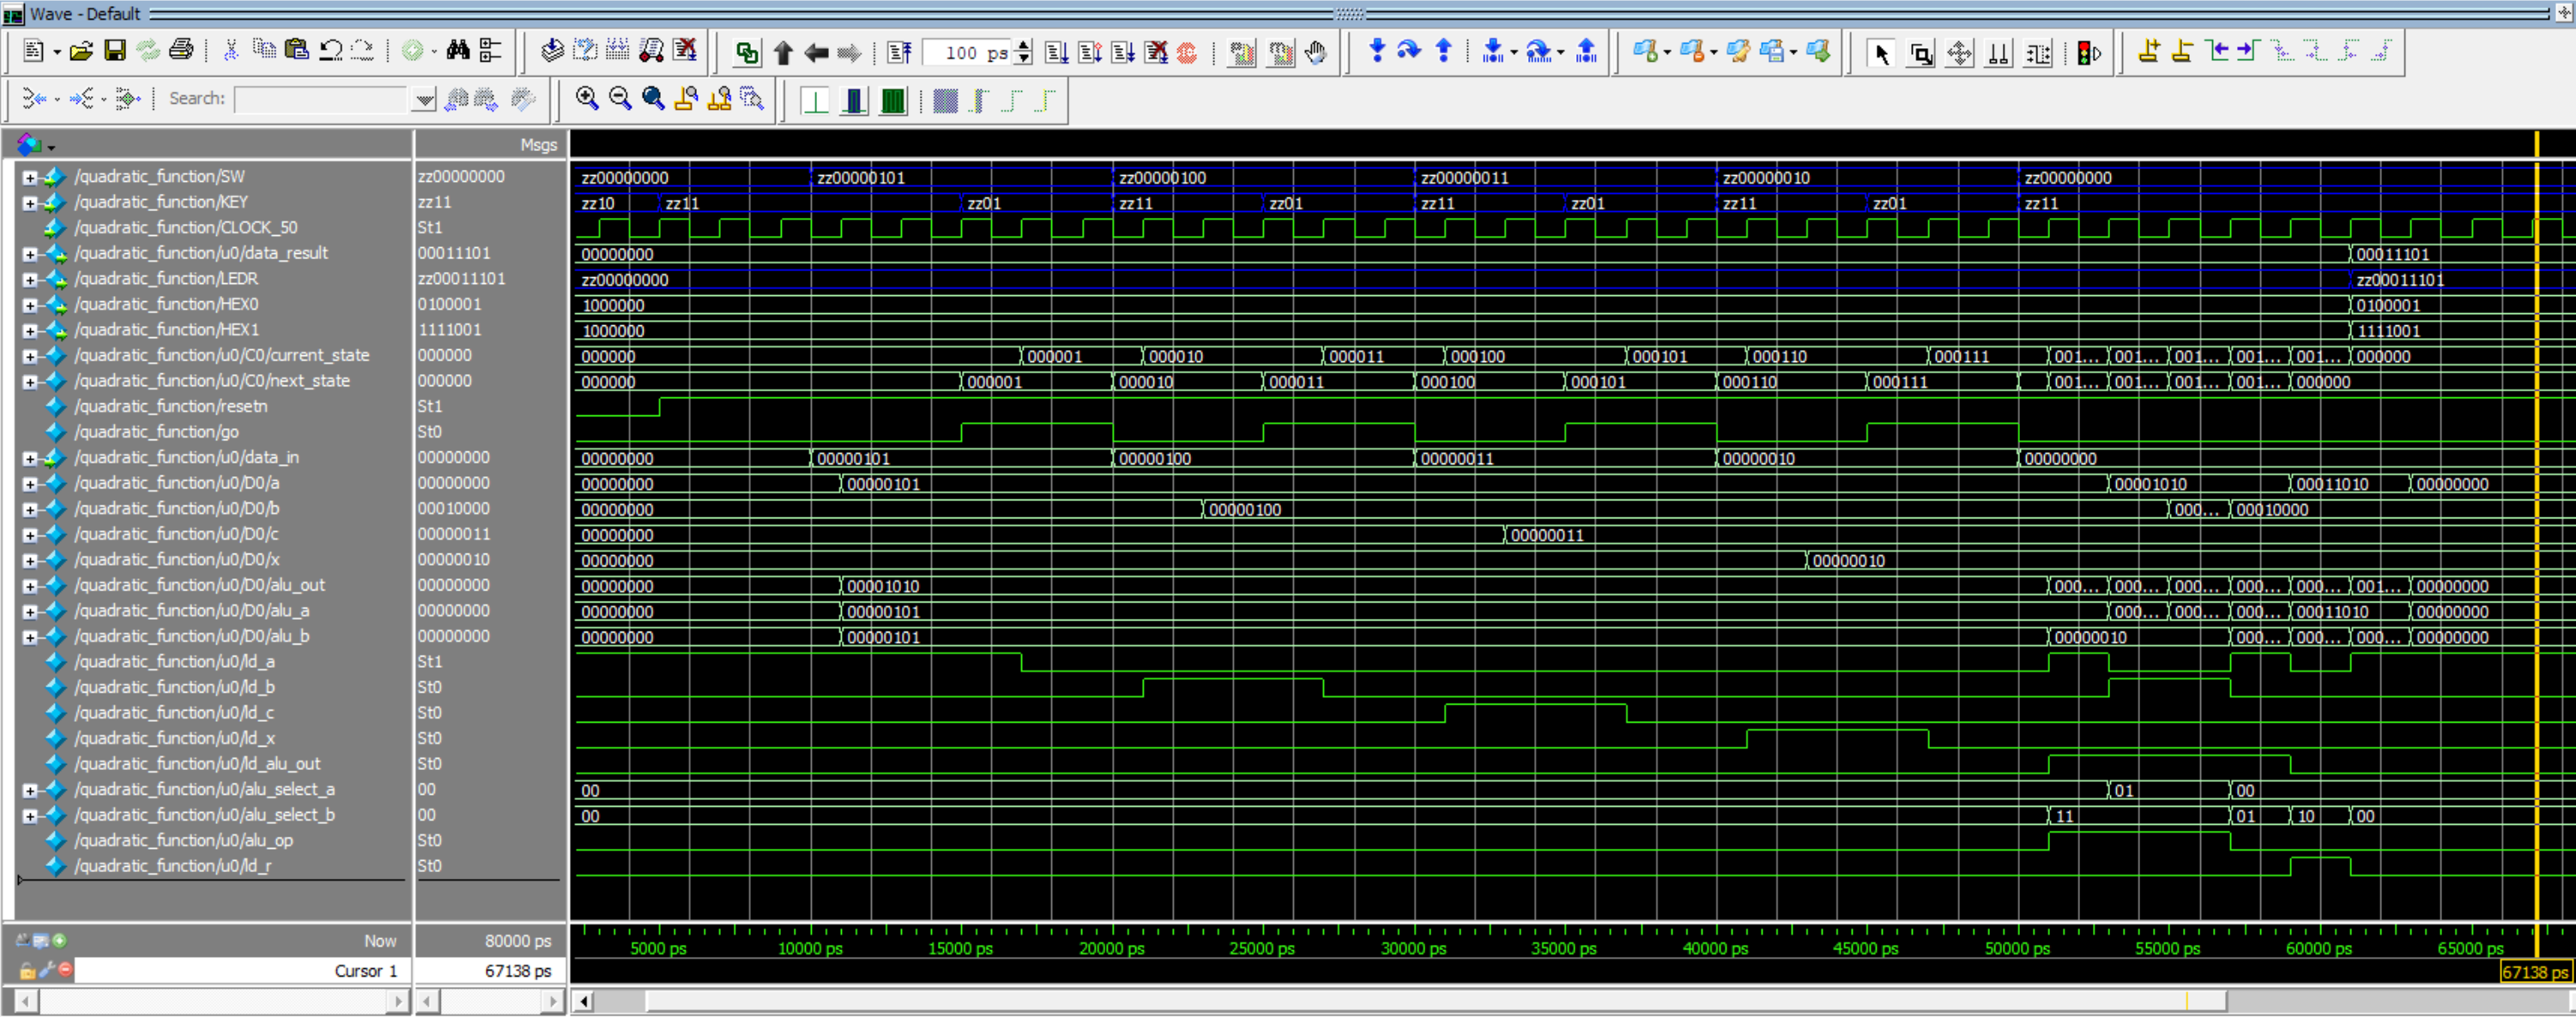 Wave - Default
100 ps
Search:
Msgs
/quadratic_function/SW zz00000000 zz00000000 zz00000101 zz00000100 zz00000011 zz00000010 zz00000000
/quadratic_function/KEY zz11 zz10 zz11 zz01 zz11 zz01 zz11 zz01 zz11 zz01 zz11
/quadratic_function/CLOCK_50 St1
/quadratic_function/u0/data_result 00011101 00000000 00011101
/quadratic_function/LEDR zz00011101 zz00000000 zz00011101
/quadratic_function/HEX0 0100001 1000000 0100001
/quadratic_function/HEX1 1111001 1000000 1111001
/quadratic_function/u0/C0/current_state 000000 000000 000001 000010 000011 000100 000101 000110 000111 001... 001... 001... 001... 001... 000000
/quadratic_function/u0/C0/next_state 000000 000000 000001 000010 000011 000100 000101 000110 000111 001... 001... 001... 001... 000000
/quadratic_function/resetn St1
/quadratic_function/go St0
/quadratic_function/u0/data_in 00000000 00000000 00000101 00000100 00000011 00000010 00000000
/quadratic_function/u0/D0/a 00000000 00000000 00000101 00001010 00011010 00000000
/quadratic_function/u0/D0/b 00010000 00000000 00000100 000... 00010000
/quadratic_function/u0/D0/c 00000011 00000000 00000011
/quadratic_function/u0/D0/x 00000010 00000000 00000010
/quadratic_function/u0/D0/alu_out 00000000 00000000 00001010 000... 000... 000... 000... 000... 001... 00000000
/quadratic_function/u0/D0/alu_a 00000000 00000000 00000101 000... 000... 000... 00011010 00000000
/quadratic_function/u0/D0/alu_b 00000000 00000000 00000101 00000010 000... 000... 000... 00000000
/quadratic_function/u0/ld_a St1
/quadratic_function/u0/ld_b St0
/quadratic_function/u0/ld_c St0
/quadratic_function/u0/ld_x St0
/quadratic_function/u0/ld_alu_out St0
/quadratic_function/u0/alu_select_a 00 00 01 00
/quadratic_function/u0/alu_select_b 00 00 11 01 10 00
/quadratic_function/u0/alu_op St0
/quadratic_function/u0/ld_r St0
Now 80000 ps 5000 ps 10000 ps 15000 ps 20000 ps 25000 ps 30000 ps 35000 ps 40000 ps 45000 ps 50000 ps 55000 ps 60000 ps 65000 ps
Cursor 1 67138 ps 67138 ps